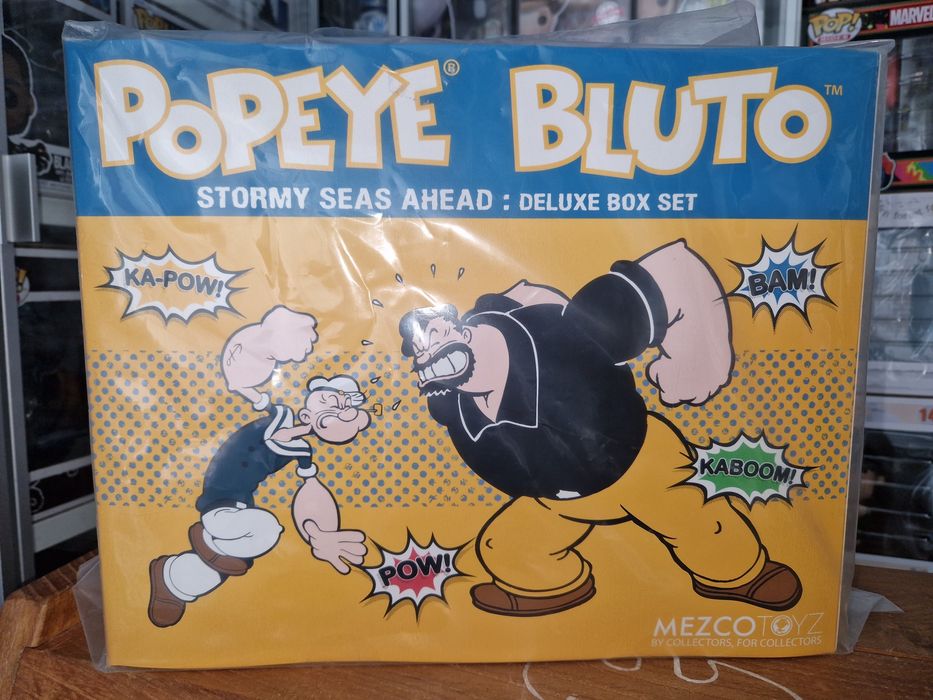 POPEYE® BLUTO™
STORMY SEAS AHEAD : DELUXE BOX SET
KA-POW!
BAM!
KABOOM!
POW!
MEZCOTOYZ
BY COLLECTORS, FOR COLLECTORS
POP!
MARVEL